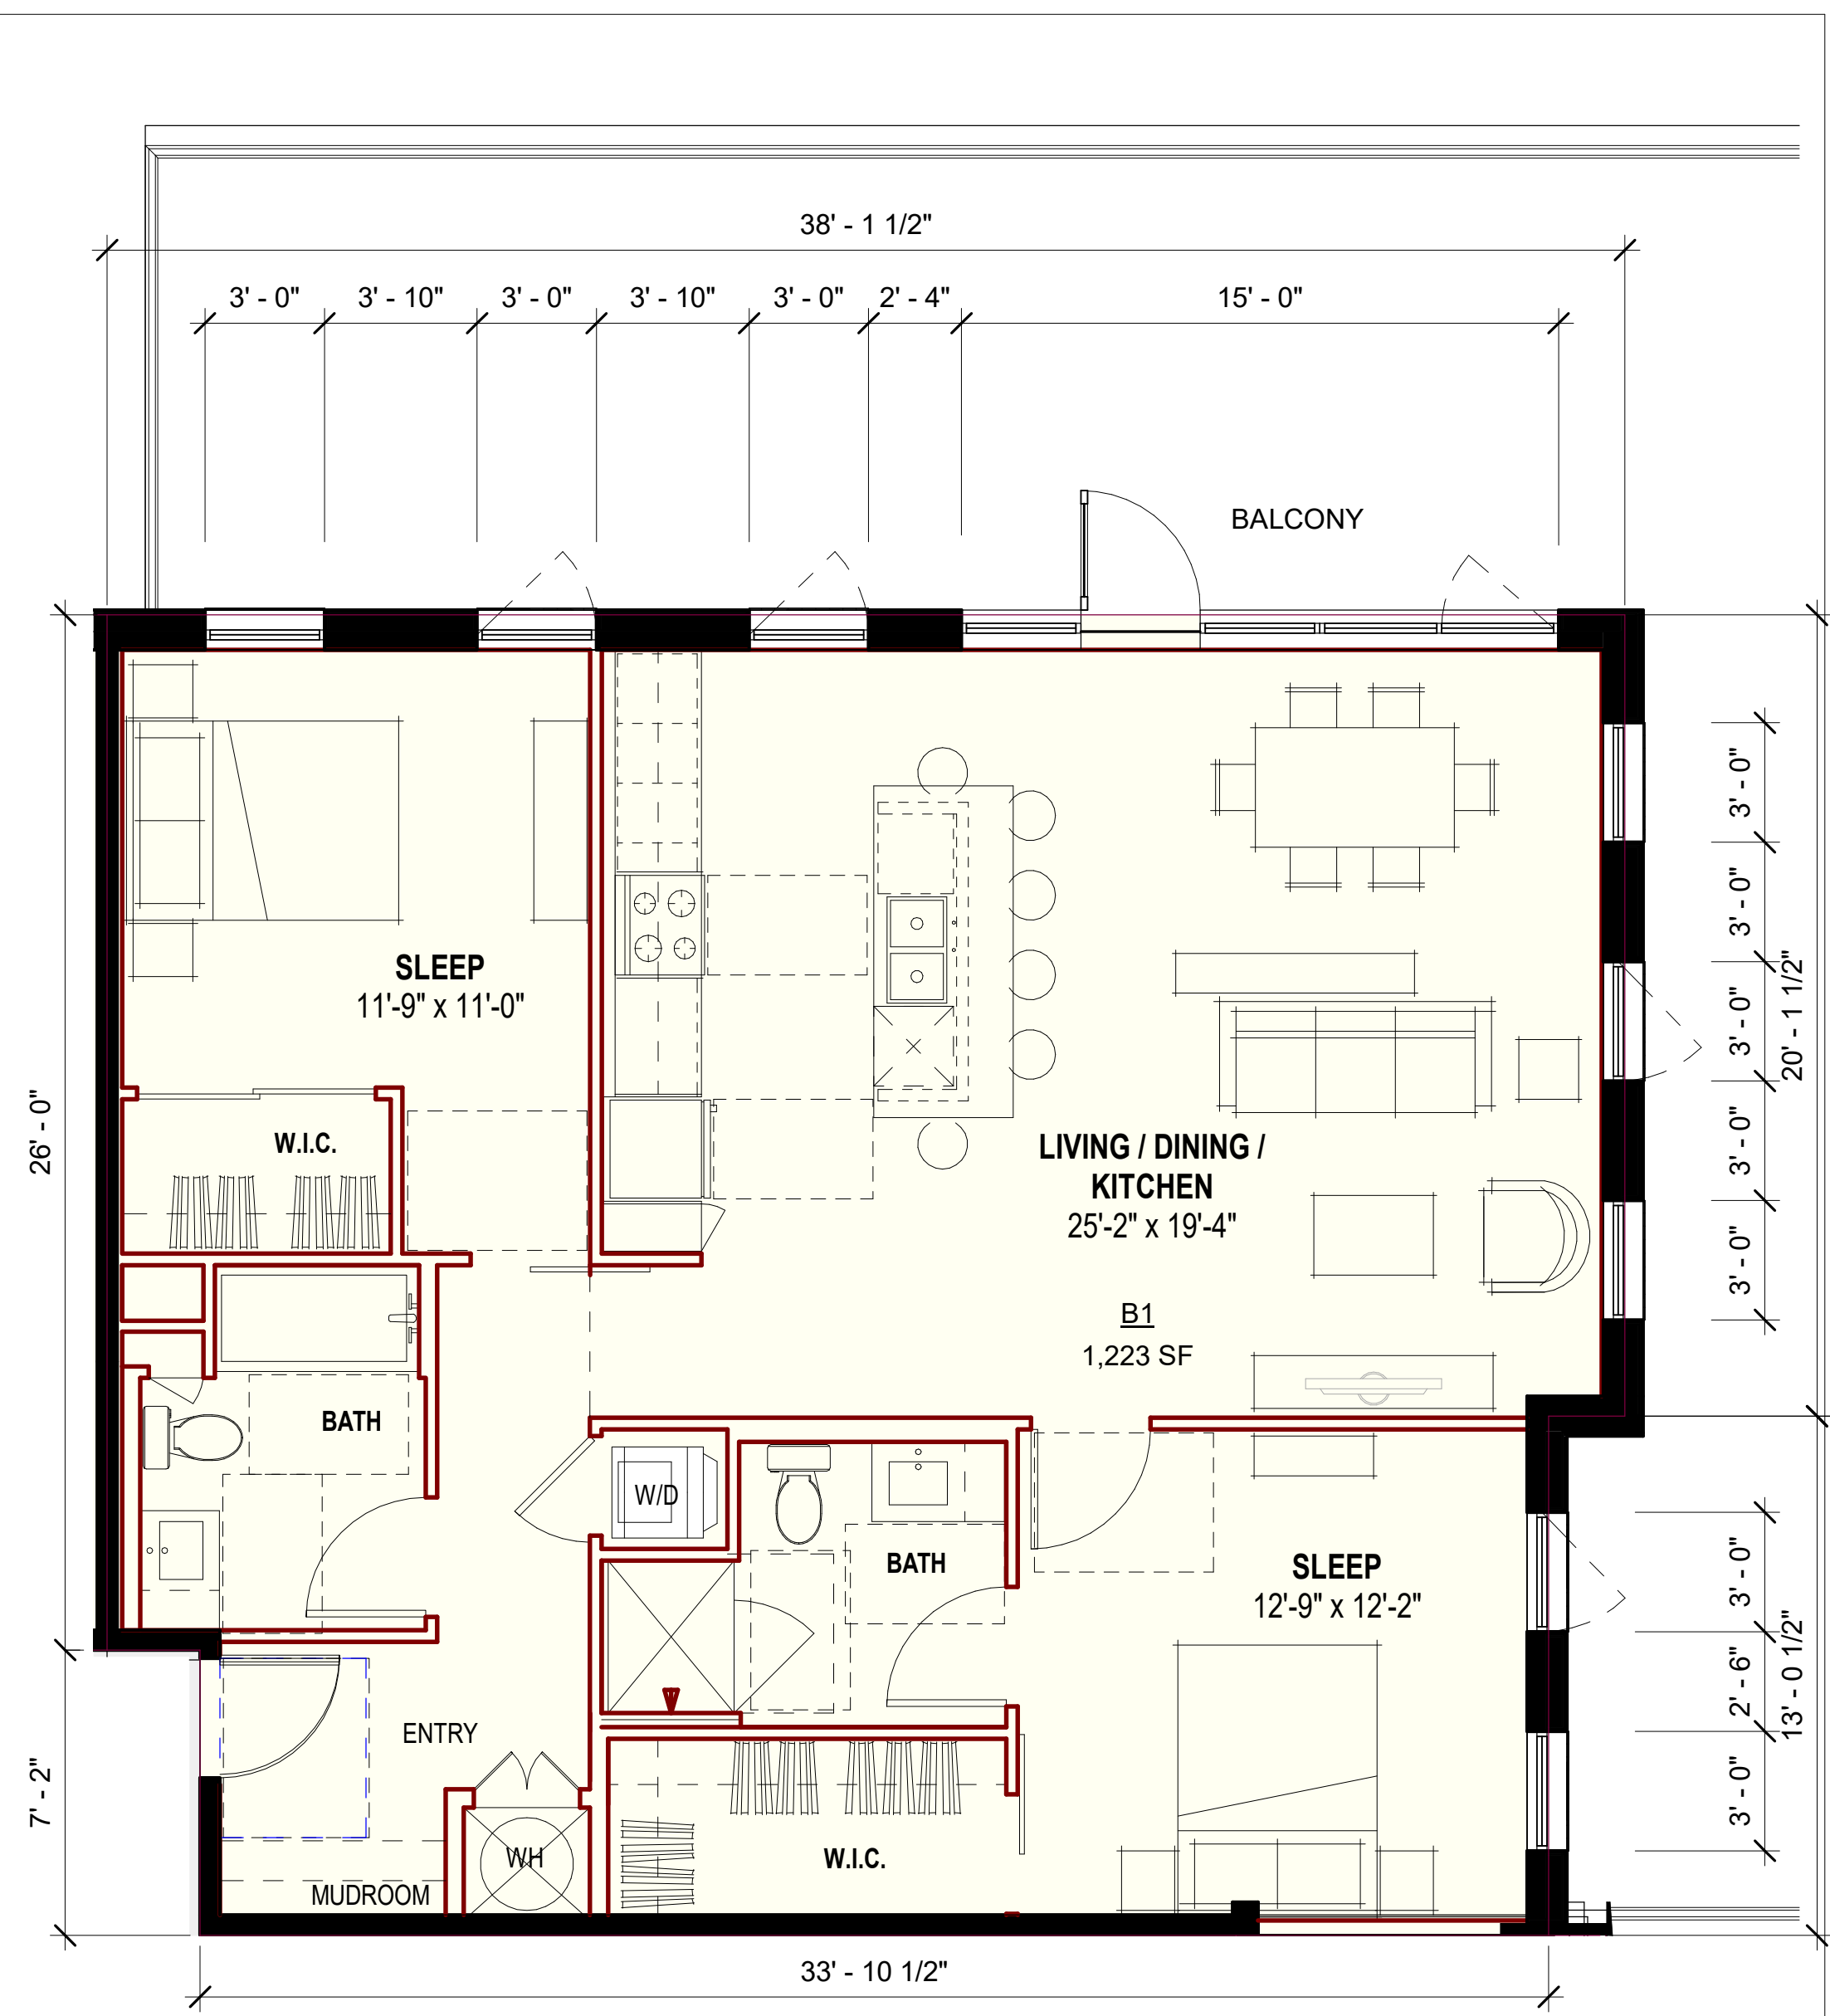 38' - 1 1/2"
3' - 0"
3' - 10"
3' - 0"
3' - 10"
3' - 0"
2' - 4"
15' - 0"
BALCONY
SLEEP
11'-9" x 11'-0"
W.I.C.
LIVING / DINING /
KITCHEN
25'-2" x 19'-4"
B1
1,223 SF
BATH
W/D
BATH
SLEEP
12'-9" x 12'-2"
ENTRY
WH
W.I.C.
MUDROOM
26' - 0"
7' - 2"
3' - 0"
3' - 0"
3' - 0"
3' - 0"
3' - 0"
20' - 1 1/2"
3' - 0"
2' - 6"
3' - 0"
13' - 0 1/2"
33' - 10 1/2"